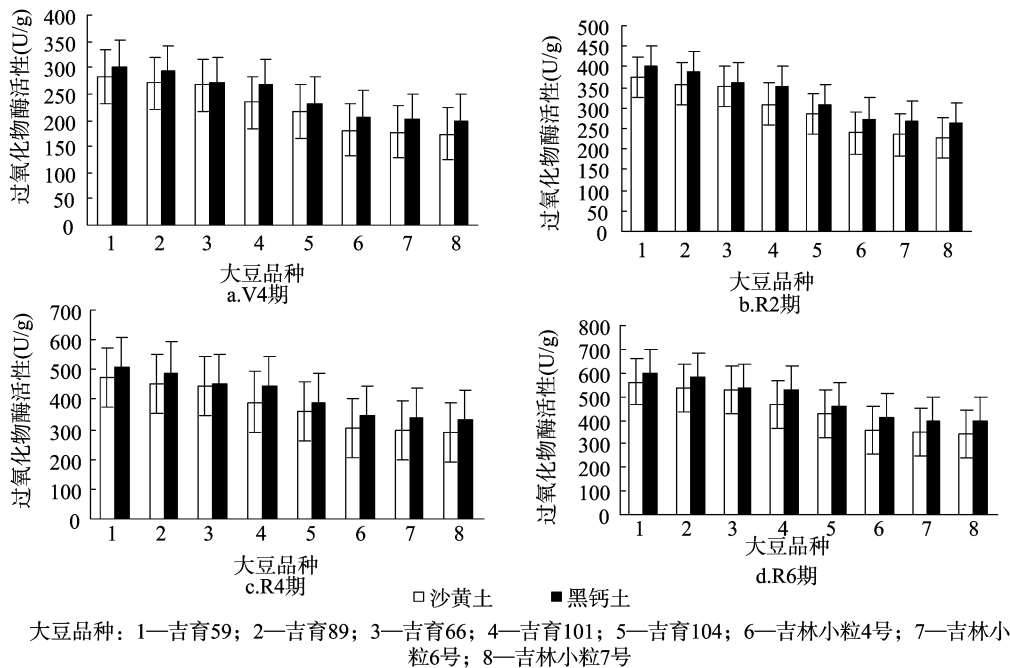 过氧化物酶活性(U/g)
400
350
300
250
200
150
100
50
0
1 2 3 4 5 6 7 8
大豆品种
a.V4期
过氧化物酶活性(U/g)
500
450
400
350
300
250
200
150
100
50
0
1 2 3 4 5 6 7 8
大豆品种
b.R2期
过氧化物酶活性(U/g)
700
600
500
400
300
200
100
0
1 2 3 4 5 6 7 8
大豆品种
c.R4期
过氧化物酶活性(U/g)
800
700
600
500
400
300
200
100
0
1 2 3 4 5 6 7 8
大豆品种
d.R6期
沙黄土 黑钙土
大豆品种：1—吉育59；2—吉育89；3—吉育66；4—吉育101；5—吉育104；6—吉林小粒4号；7—吉林小
粒6号；8—吉林小粒7号